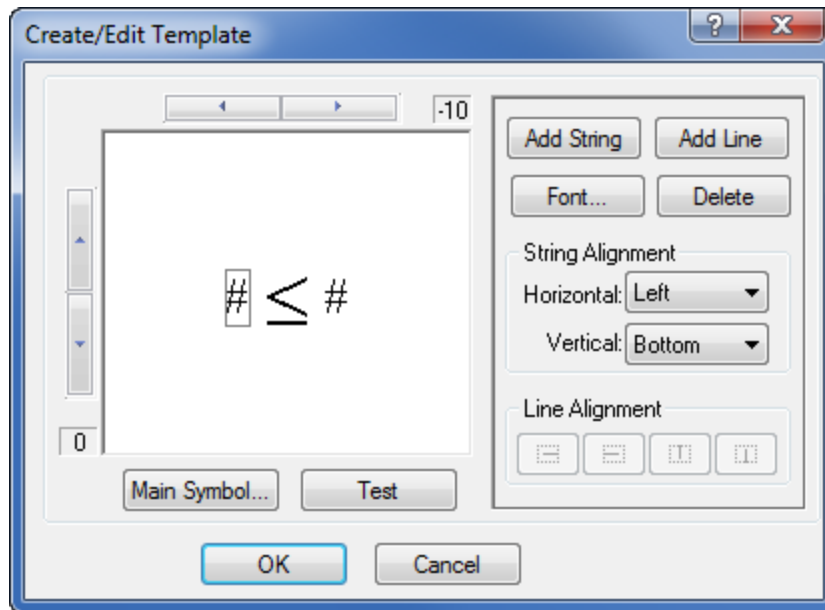 Create/Edit Template
-10
Add String Add Line
Font... Delete
String Alignment
Horizontal: Left
# ≤ #
Vertical: Bottom
Line Alignment
0
Main Symbol... Test
OK Cancel